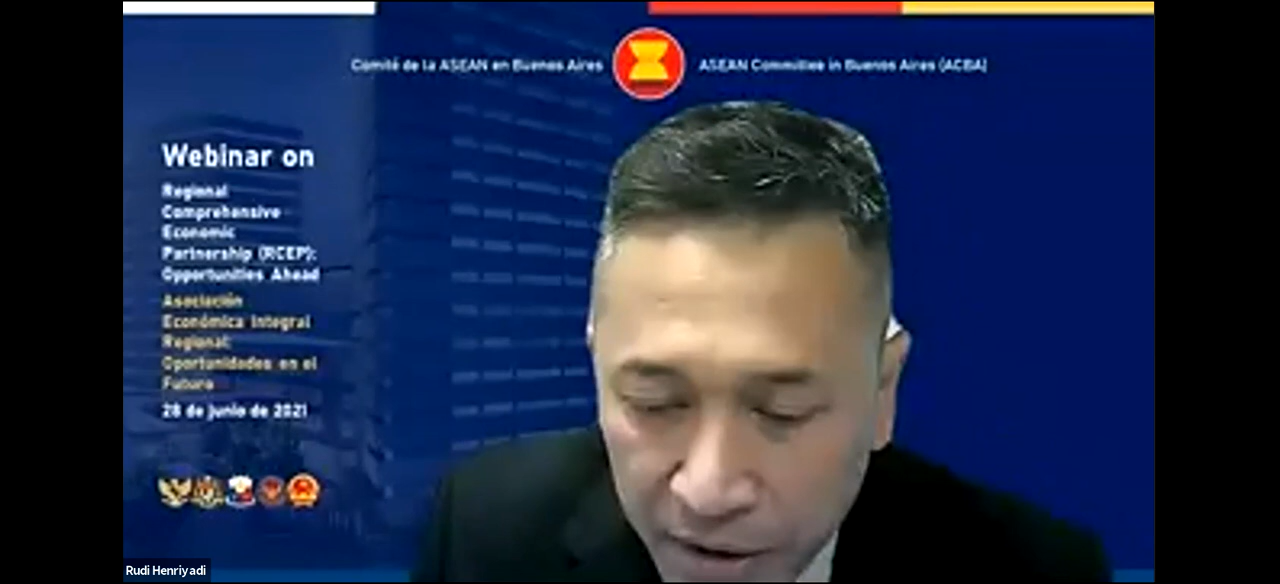 Comité de la ASEAN en Buenos Aires
ASEAN Committee in Buenos Aires (ACBA)
Webinar on
Regional
Comprehensive
Economic
Partnership (RCEP):
Opportunities Ahead
Asociación
Económica Integral
Regional:
Oportunidades en el
Futuro
28 de junio de 2021
Rudi Henriyadi